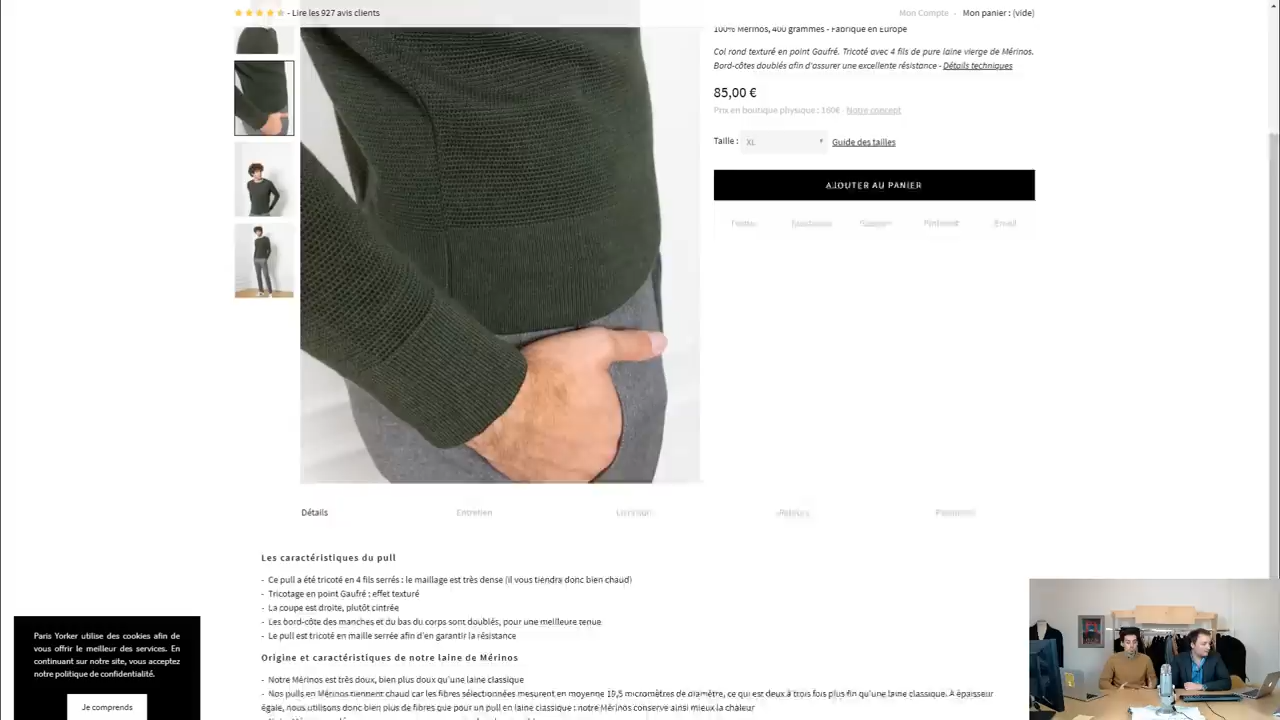 - Lire les 927 avis clients
Mon Compte - Mon panier : (vide)
100% Mérinos, 400 grammes - Fabriqué en Europe
Col rond texturé en point Gaufré. Tricoté avec 4 fils de pure laine vierge de Mérinos.
Bord-côtes doublés afin d'assurer une excellente résistance - Détails techniques
85,00 €
Prix en boutique physique : 160€ - Notre concept
Taille : XL Guide des tailles
AJOUTER AU PANIER
Pinterest Email
Détails Entretien Livraison Retours Paiement
Les caractéristiques du pull
- Ce pull a été tricoté en 4 fils serrés : le maillage est très dense (il vous tiendra donc bien chaud)
- Tricotage en point Gaufré : effet texturé
- La coupe est droite, plutôt cintrée
- Les bord-côte des manches et du bas du corps sont doublés, pour une meilleure tenue
- Le pull est tricoté en maille serrée afin d'en garantir la résistance
Origine et caractéristiques de notre laine de Mérinos
- Notre Mérinos est très doux, bien plus doux qu'une laine classique
- Nos pulls en Mérinos tiennent chaud car les fibres sélectionnées mesurent en moyenne 19,5 micromètres de diamètre, ce qui est deux à trois fois plus fin qu'une laine classique. A épaisseur
égale, nous utilisons donc bien plus de fibres que pour un pull en laine classique : notre Mérinos conserve ainsi mieux la chaleur
Paris Yorker utilise des cookies afin de
vous offrir le meilleur des services. En
continuant sur notre site, vous acceptez
notre politique de confidentialité.
Je comprends